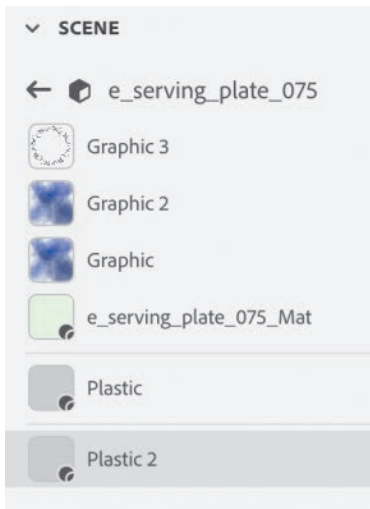 SCENE
e_serving_plate_075
Graphic 3
Graphic 2
Graphic
e_serving_plate_075_Mat
Plastic
Plastic 2